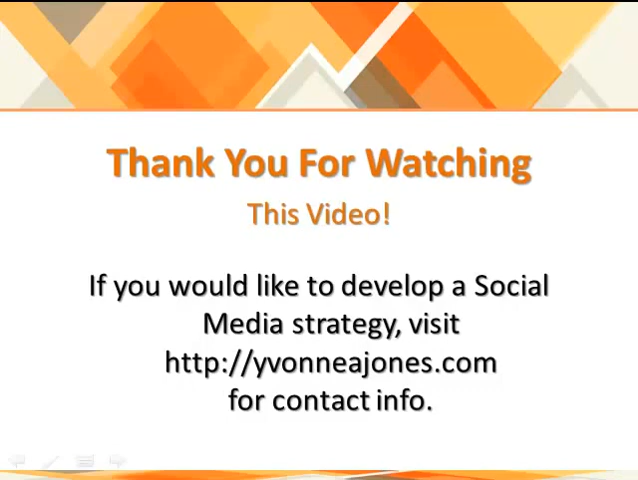 Thank You For Watching
This Video!
If you would like to develop a Social
Media strategy, visit
http://yvonneajones.com
for contact info.